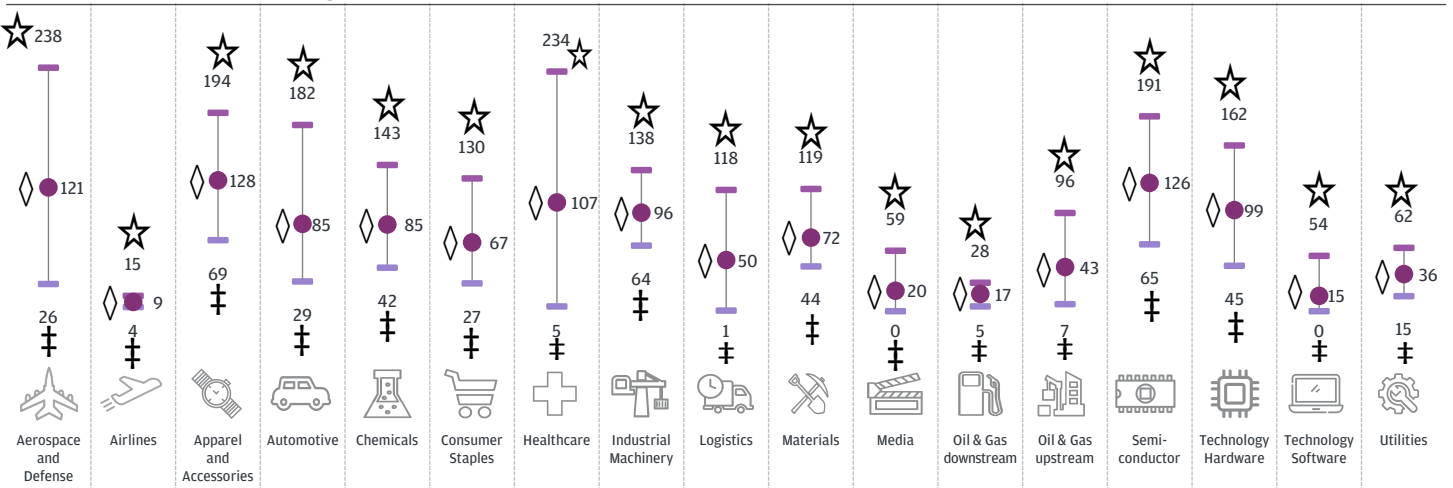 238
121
26
Aerospace
and
Defense
15
9
4
Airlines
194
128
69
Apparel
and
Accessories
182
85
29
Automotive
143
85
42
Chemicals
130
67
27
Consumer
Staples
234
107
5
Healthcare
138
96
64
Industrial
Machinery
118
50
1
Logistics
119
72
44
Materials
59
20
0
Media
28
17
5
Oil & Gas
downstream
96
43
7
Oil & Gas
upstream
191
126
65
Semi-
conductor
162
99
45
Technology
Hardware
54
15
0
Technology
Software
62
36
15
Utilities